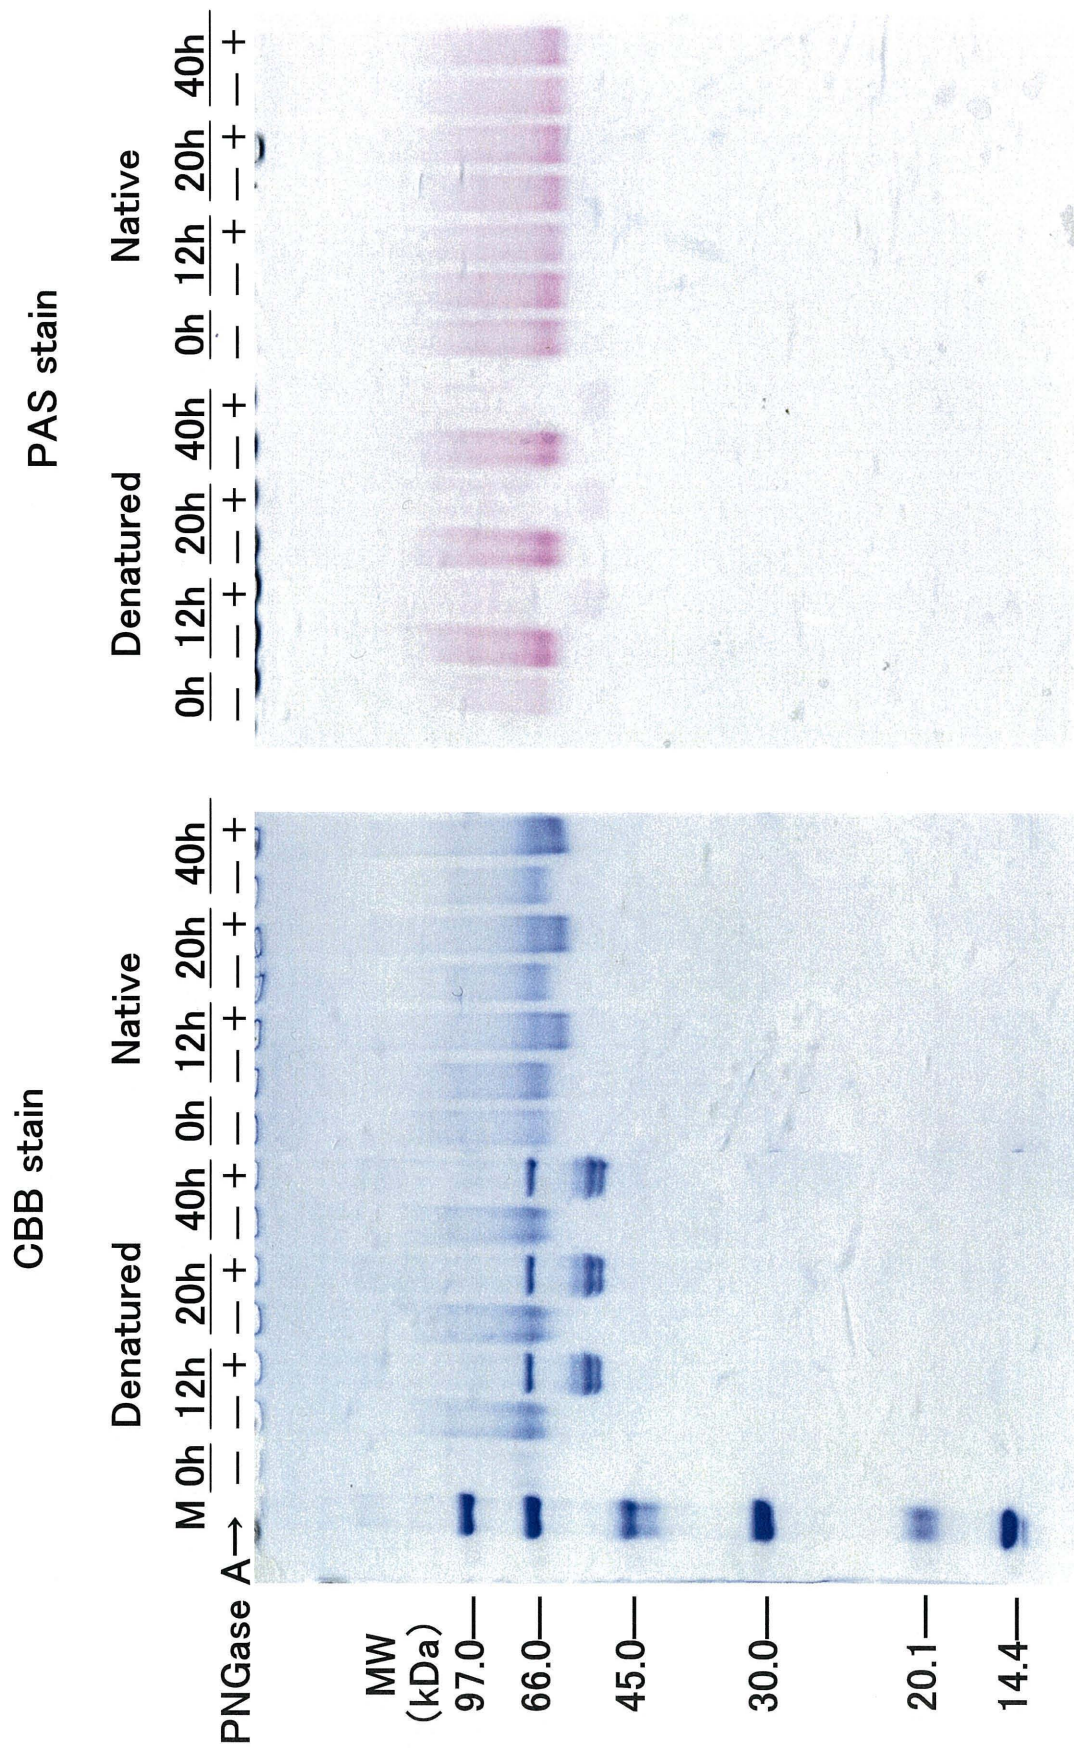 CBB stain PAS stain
Denatured Native Denatured Native
M 0h 12h 20h 40h 0h 12h 20h 40h 0h 12h 20h 40h 0h 12h 20h 40h
PNGase A→ — — + — + — + — — + — + — + — — + — + — + — — + — + — +
MW
(kDa)
97.0—
66.0—
45.0—
30.0—
20.1—
14.4—